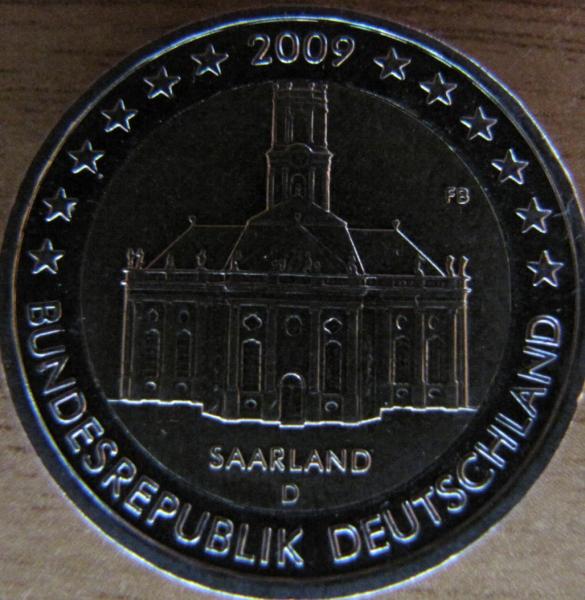 2009
FB
SAARLAND
D
BUNDESREPUBLIK DEUTSCHLAND